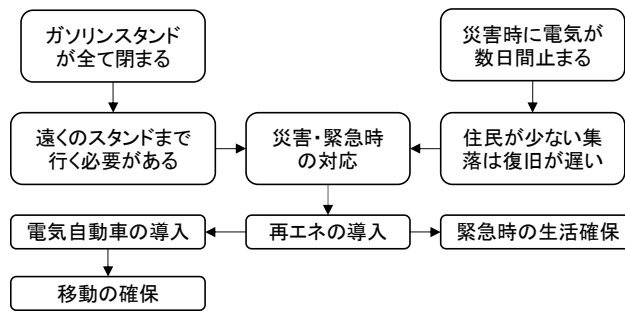 ガソリンスタンド
が全て閉まる
災害時に電気が
数日間止まる
遠くのスタンドまで
行く必要がある
災害・緊急時
の対応
住民が少ない集
落は復旧が遅い
電気自動車の導入
再エネの導入
緊急時の生活確保
移動の確保